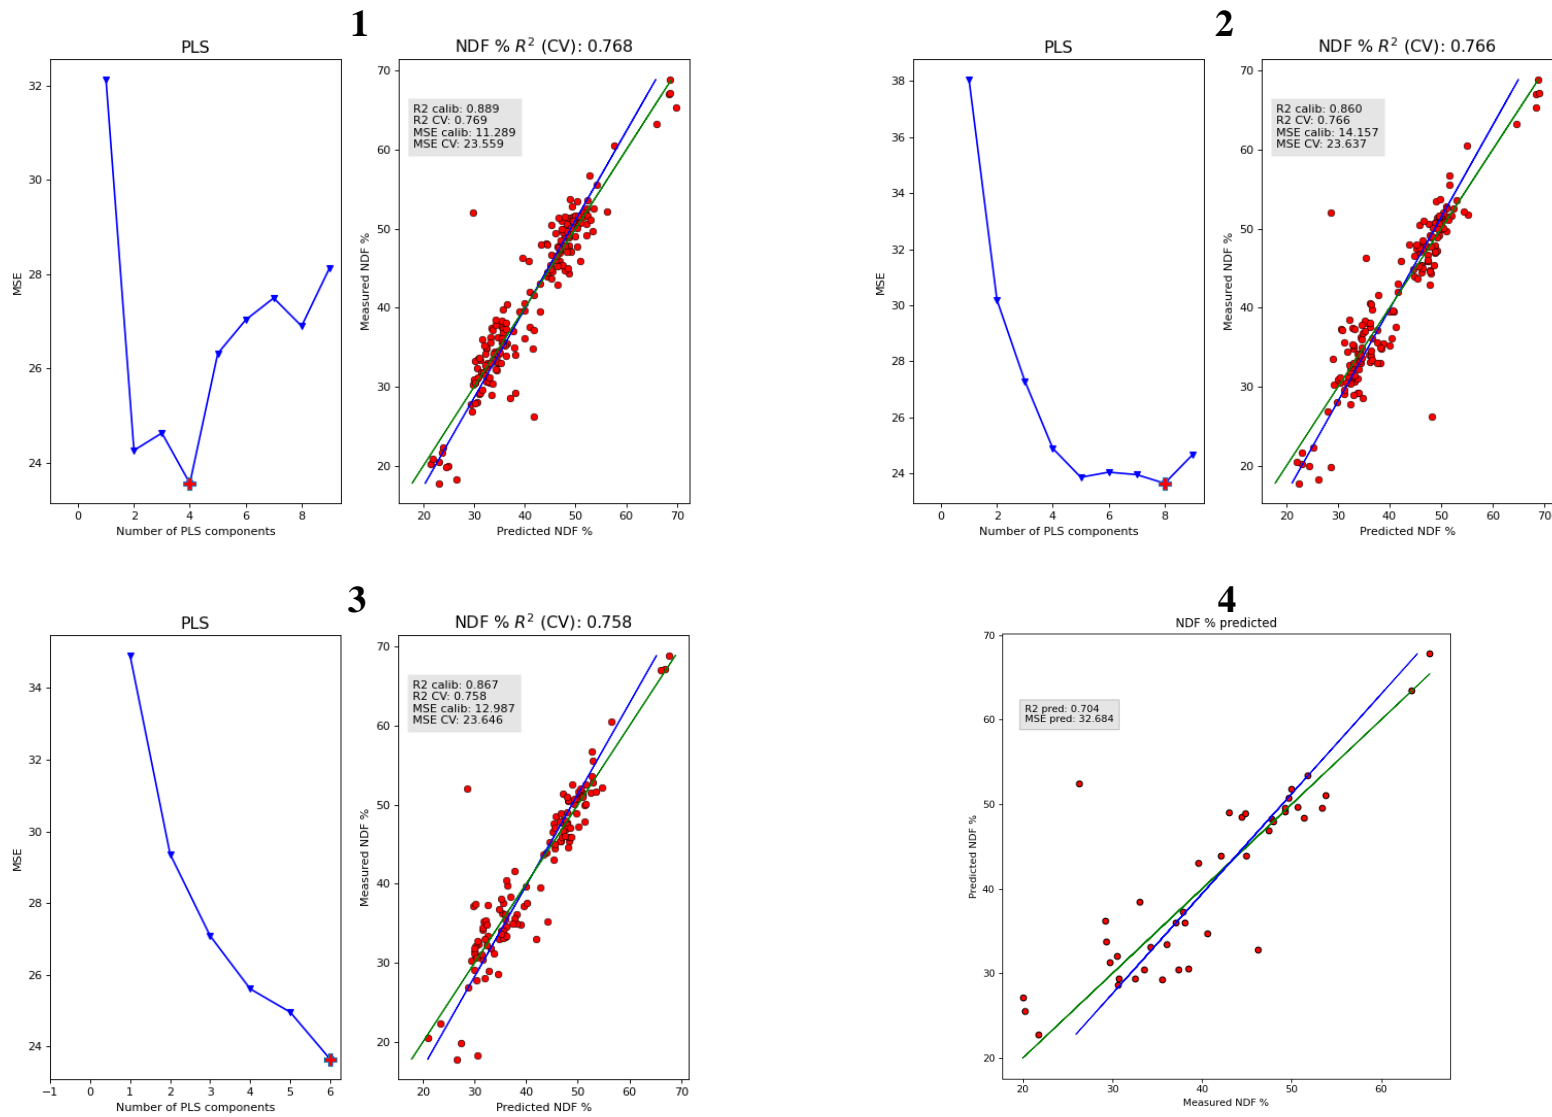 1
PLS
NDF % R² (CV): 0.768
R2 calib: 0.889
R2 CV: 0.769
MSE calib: 11.289
MSE CV: 23.559
32
30
28
26
24
MSE
0 2 4 6 8
Number of PLS components
70
60
50
40
30
20
Measured NDF %
20 30 40 50 60 70
Predicted NDF %
2
PLS
NDF % R² (CV): 0.766
R2 calib: 0.860
R2 CV: 0.766
MSE calib: 14.157
MSE CV: 23.637
38
36
34
32
30
28
26
24
MSE
0 2 4 6 8
Number of PLS components
70
60
50
40
30
20
Measured NDF %
20 30 40 50 60 70
Predicted NDF %
3
PLS
NDF % R² (CV): 0.758
R2 calib: 0.867
R2 CV: 0.758
MSE calib: 12.987
MSE CV: 23.646
34
32
30
28
26
24
MSE
−1 0 1 2 3 4 5 6
Number of PLS components
70
60
50
40
30
20
Measured NDF %
20 30 40 50 60 70
Predicted NDF %
4
NDF % predicted
R2 pred: 0.704
MSE pred: 32.684
70
60
50
40
30
20
Predicted NDF %
20 30 40 50 60
Measured NDF %